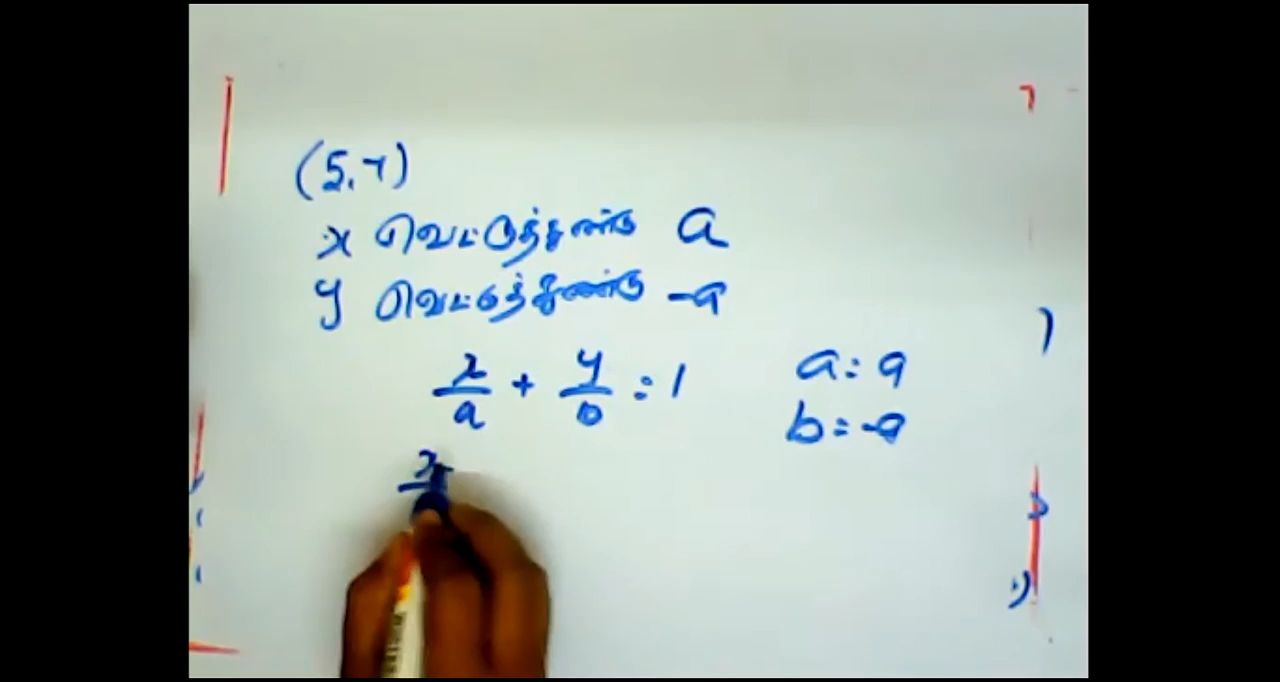 (5,7)
x வெட்டுத்துண்டு a
y வெட்டுத்துண்டு -a
x/a + y/b = 1
a = a
b = -a
x